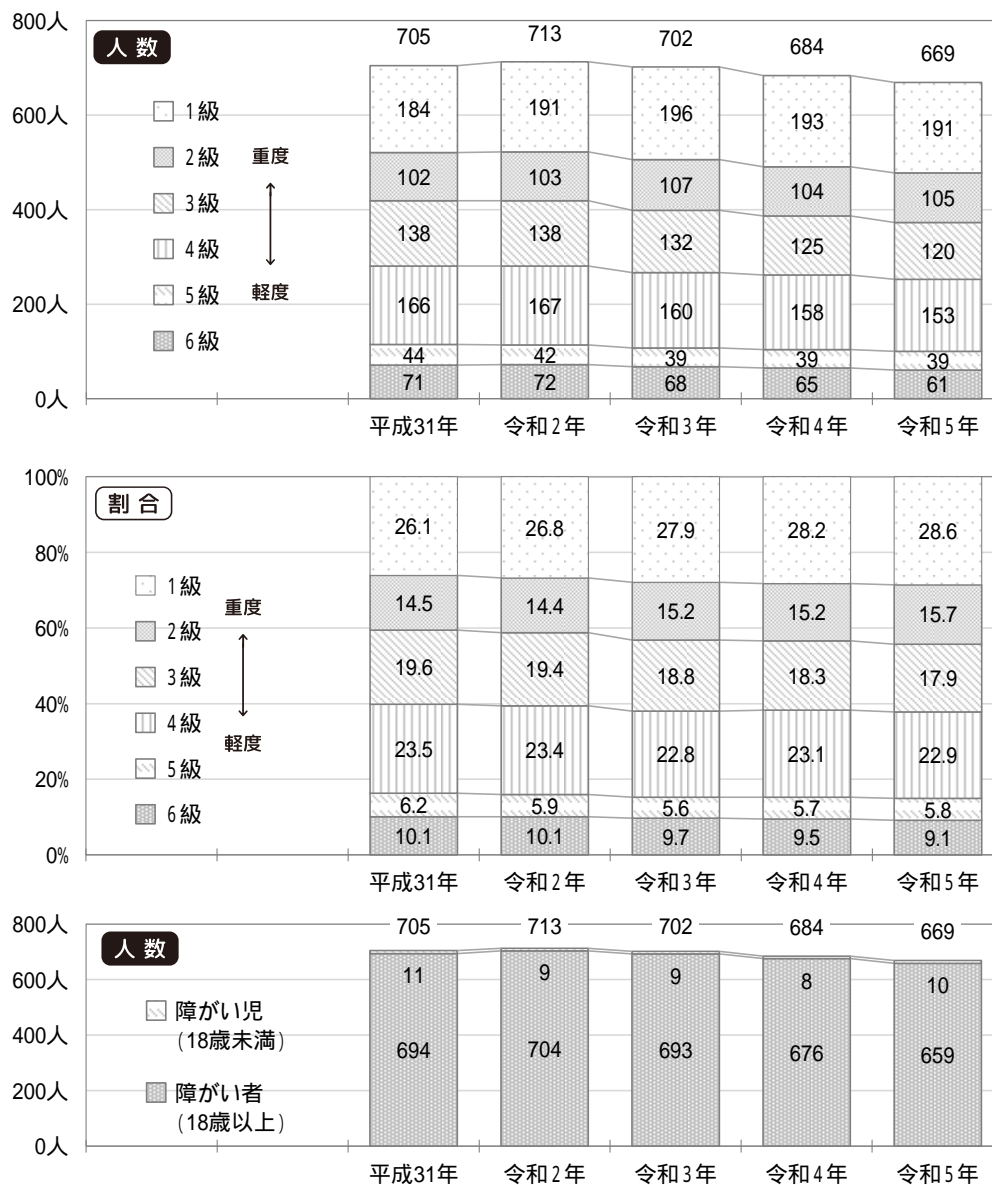 800人
人数
705 713 702 684 669
1級
184 191 196 193 191
600人
2級
重度
102 103 107 104 105
400人
3級
138 138 132 125 120
4級
軽度
166 167 160 158 153
200人
5級
44 42 39 39 39
6級
71 72 68 65 61
0人
平成31年 令和2年 令和3年 令和4年 令和5年
100%
割合
26.1 26.8 27.9 28.2 28.6
80%
1級
重度
14.5 14.4 15.2 15.2 15.7
60%
2級
19.6 19.4 18.8 18.3 17.9
3級
40%
4級
軽度
23.5 23.4 22.8 23.1 22.9
5級
20%
6.2 5.9 5.6 5.7 5.8
6級
10.1 10.1 9.7 9.5 9.1
0%
平成31年 令和2年 令和3年 令和4年 令和5年
800人
人数
705 713 702 684 669
600人
11 9 9 8 10
障がい児
(18歳未満)
400人
694 704 693 676 659
200人
障がい者
(18歳以上)
0人
平成31年 令和2年 令和3年 令和4年 令和5年